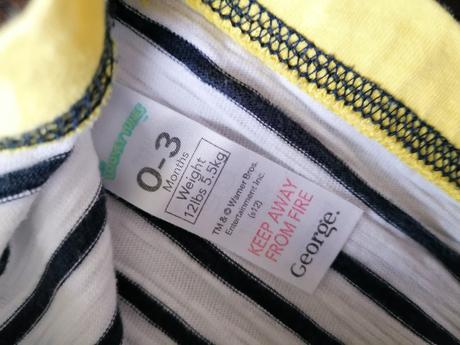 0-3
Months
Weight
12lbs 5.5kg
TM & © Warner Bros.
Entertainment Inc.
(s12)
KEEP AWAY
FROM FIRE
George.